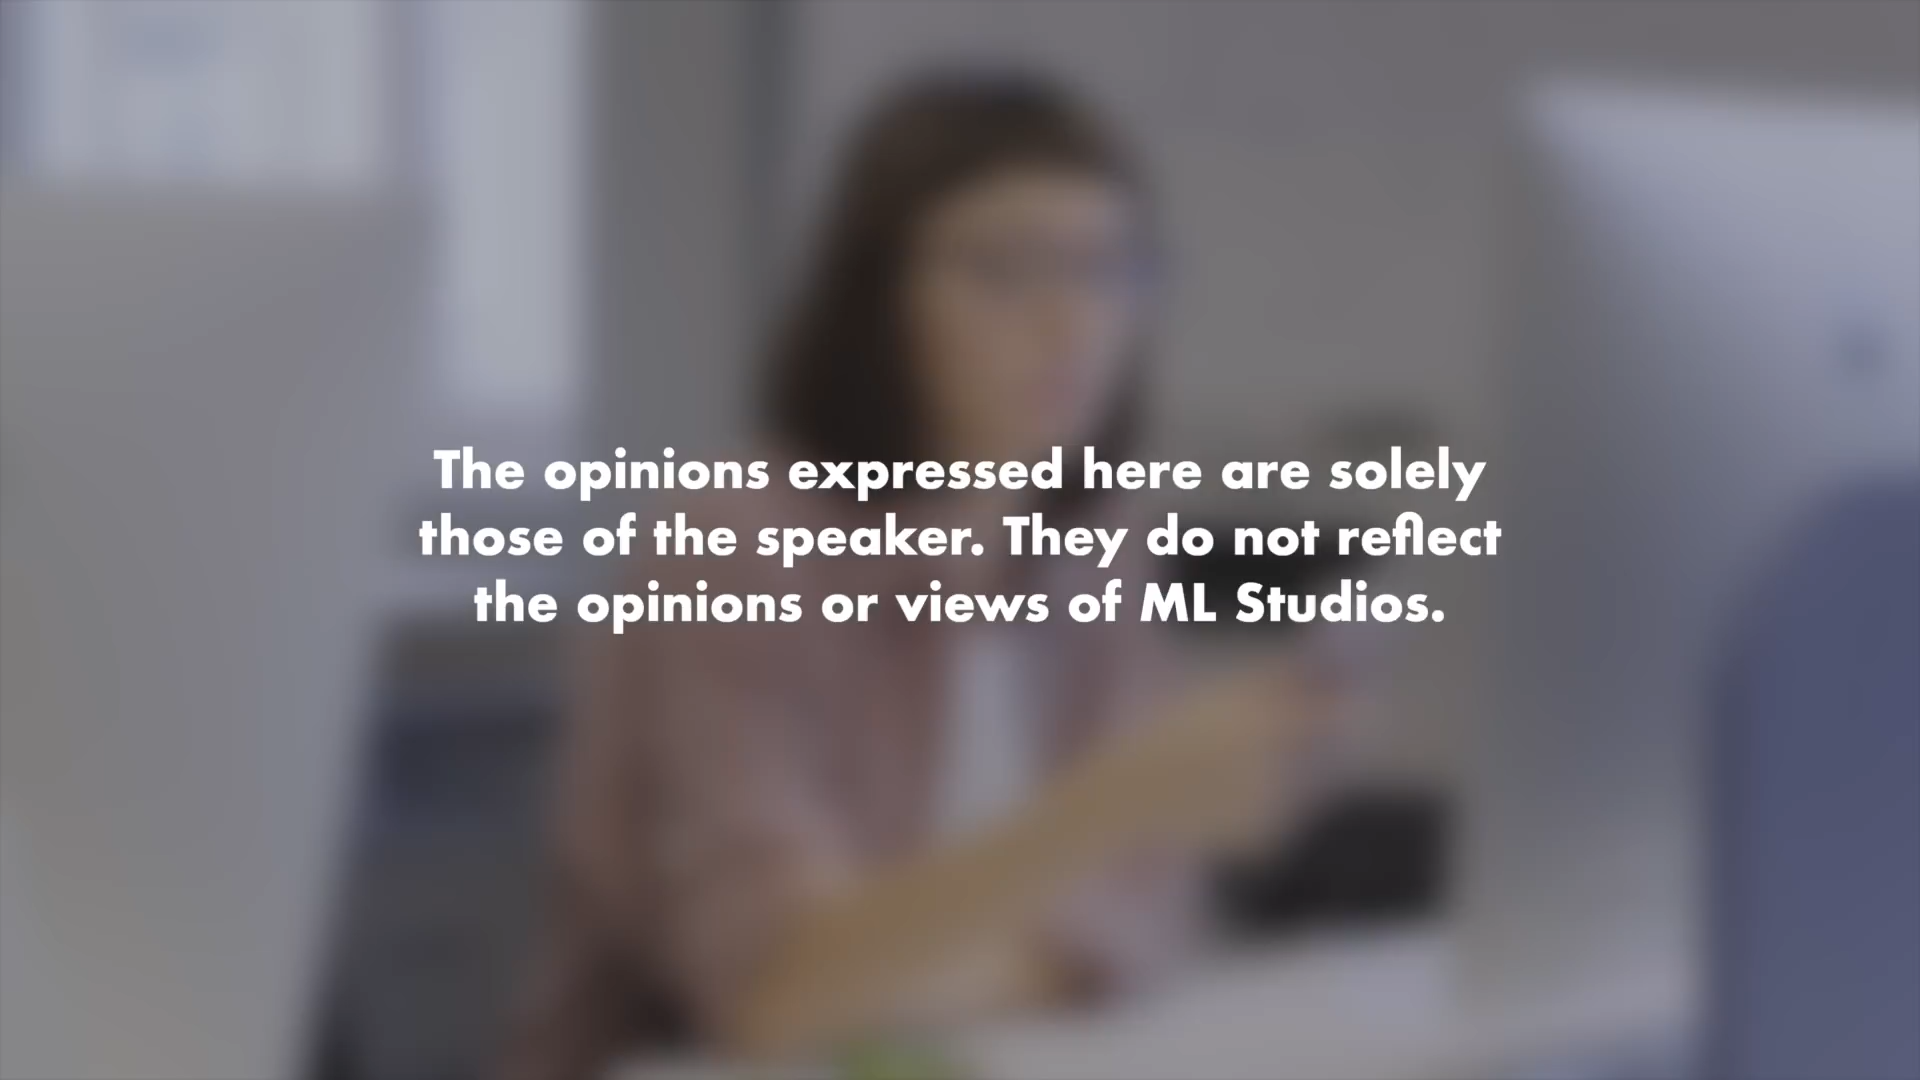 The opinions expressed here are solely
those of the speaker. They do not reflect
the opinions or views of ML Studios.